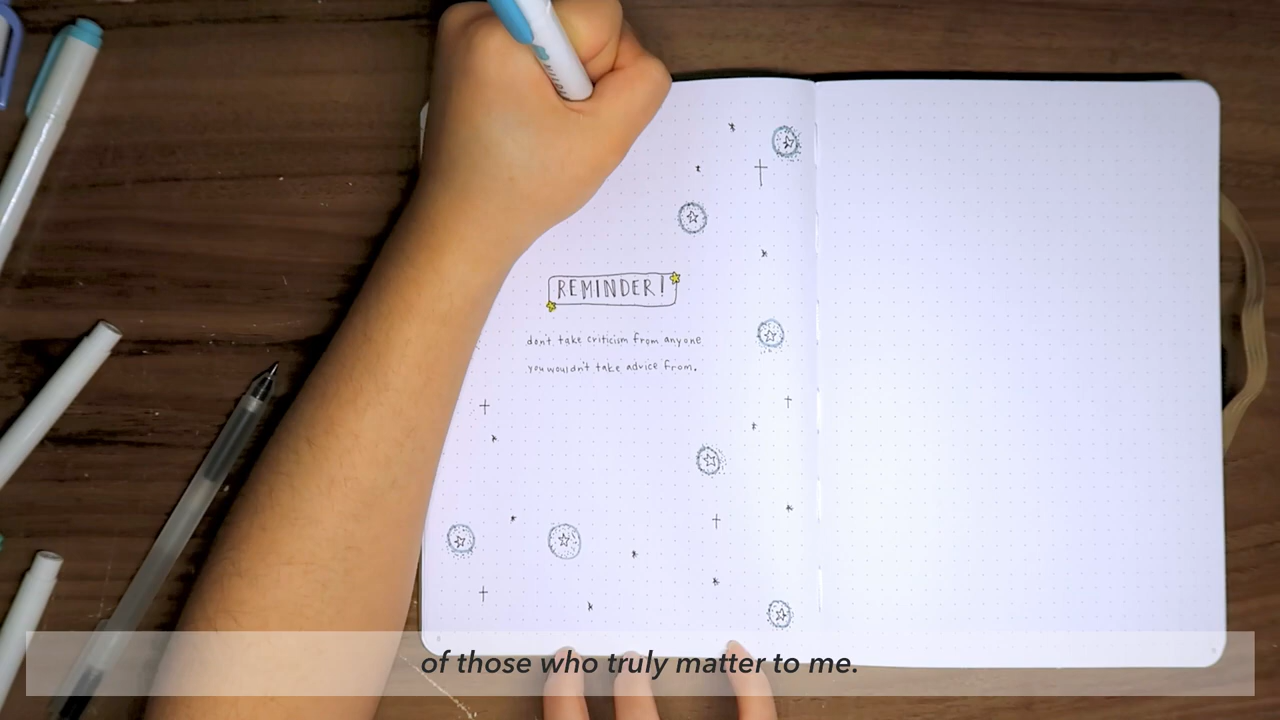 REMINDER!
don't take criticism from anyone
you wouldn't take advice from.
of those who truly matter to me.